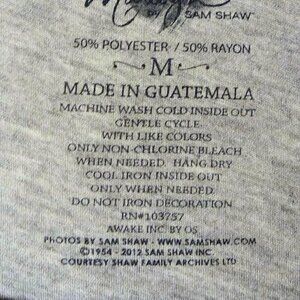 BY SAM SHAW™
50% POLYESTER / 50% RAYON
M
MADE IN GUATEMALA
MACHINE WASH COLD INSIDE OUT
GENTLE CYCLE
WITH LIKE COLORS
ONLY NON-CHLORINE BLEACH
WHEN NEEDED. HANG DRY
COOL IRON INSIDE OUT
ONLY WHEN NEEDED.
DO NOT IRON DECORATION
RN#103757
AWAKE INC. BY OS
PHOTOS BY SAM SHAW - WWW.SAMSHAW.COM
©1954 - 2012 SAM SHAW INC.
COURTESY SHAW FAMILY ARCHIVES LTD